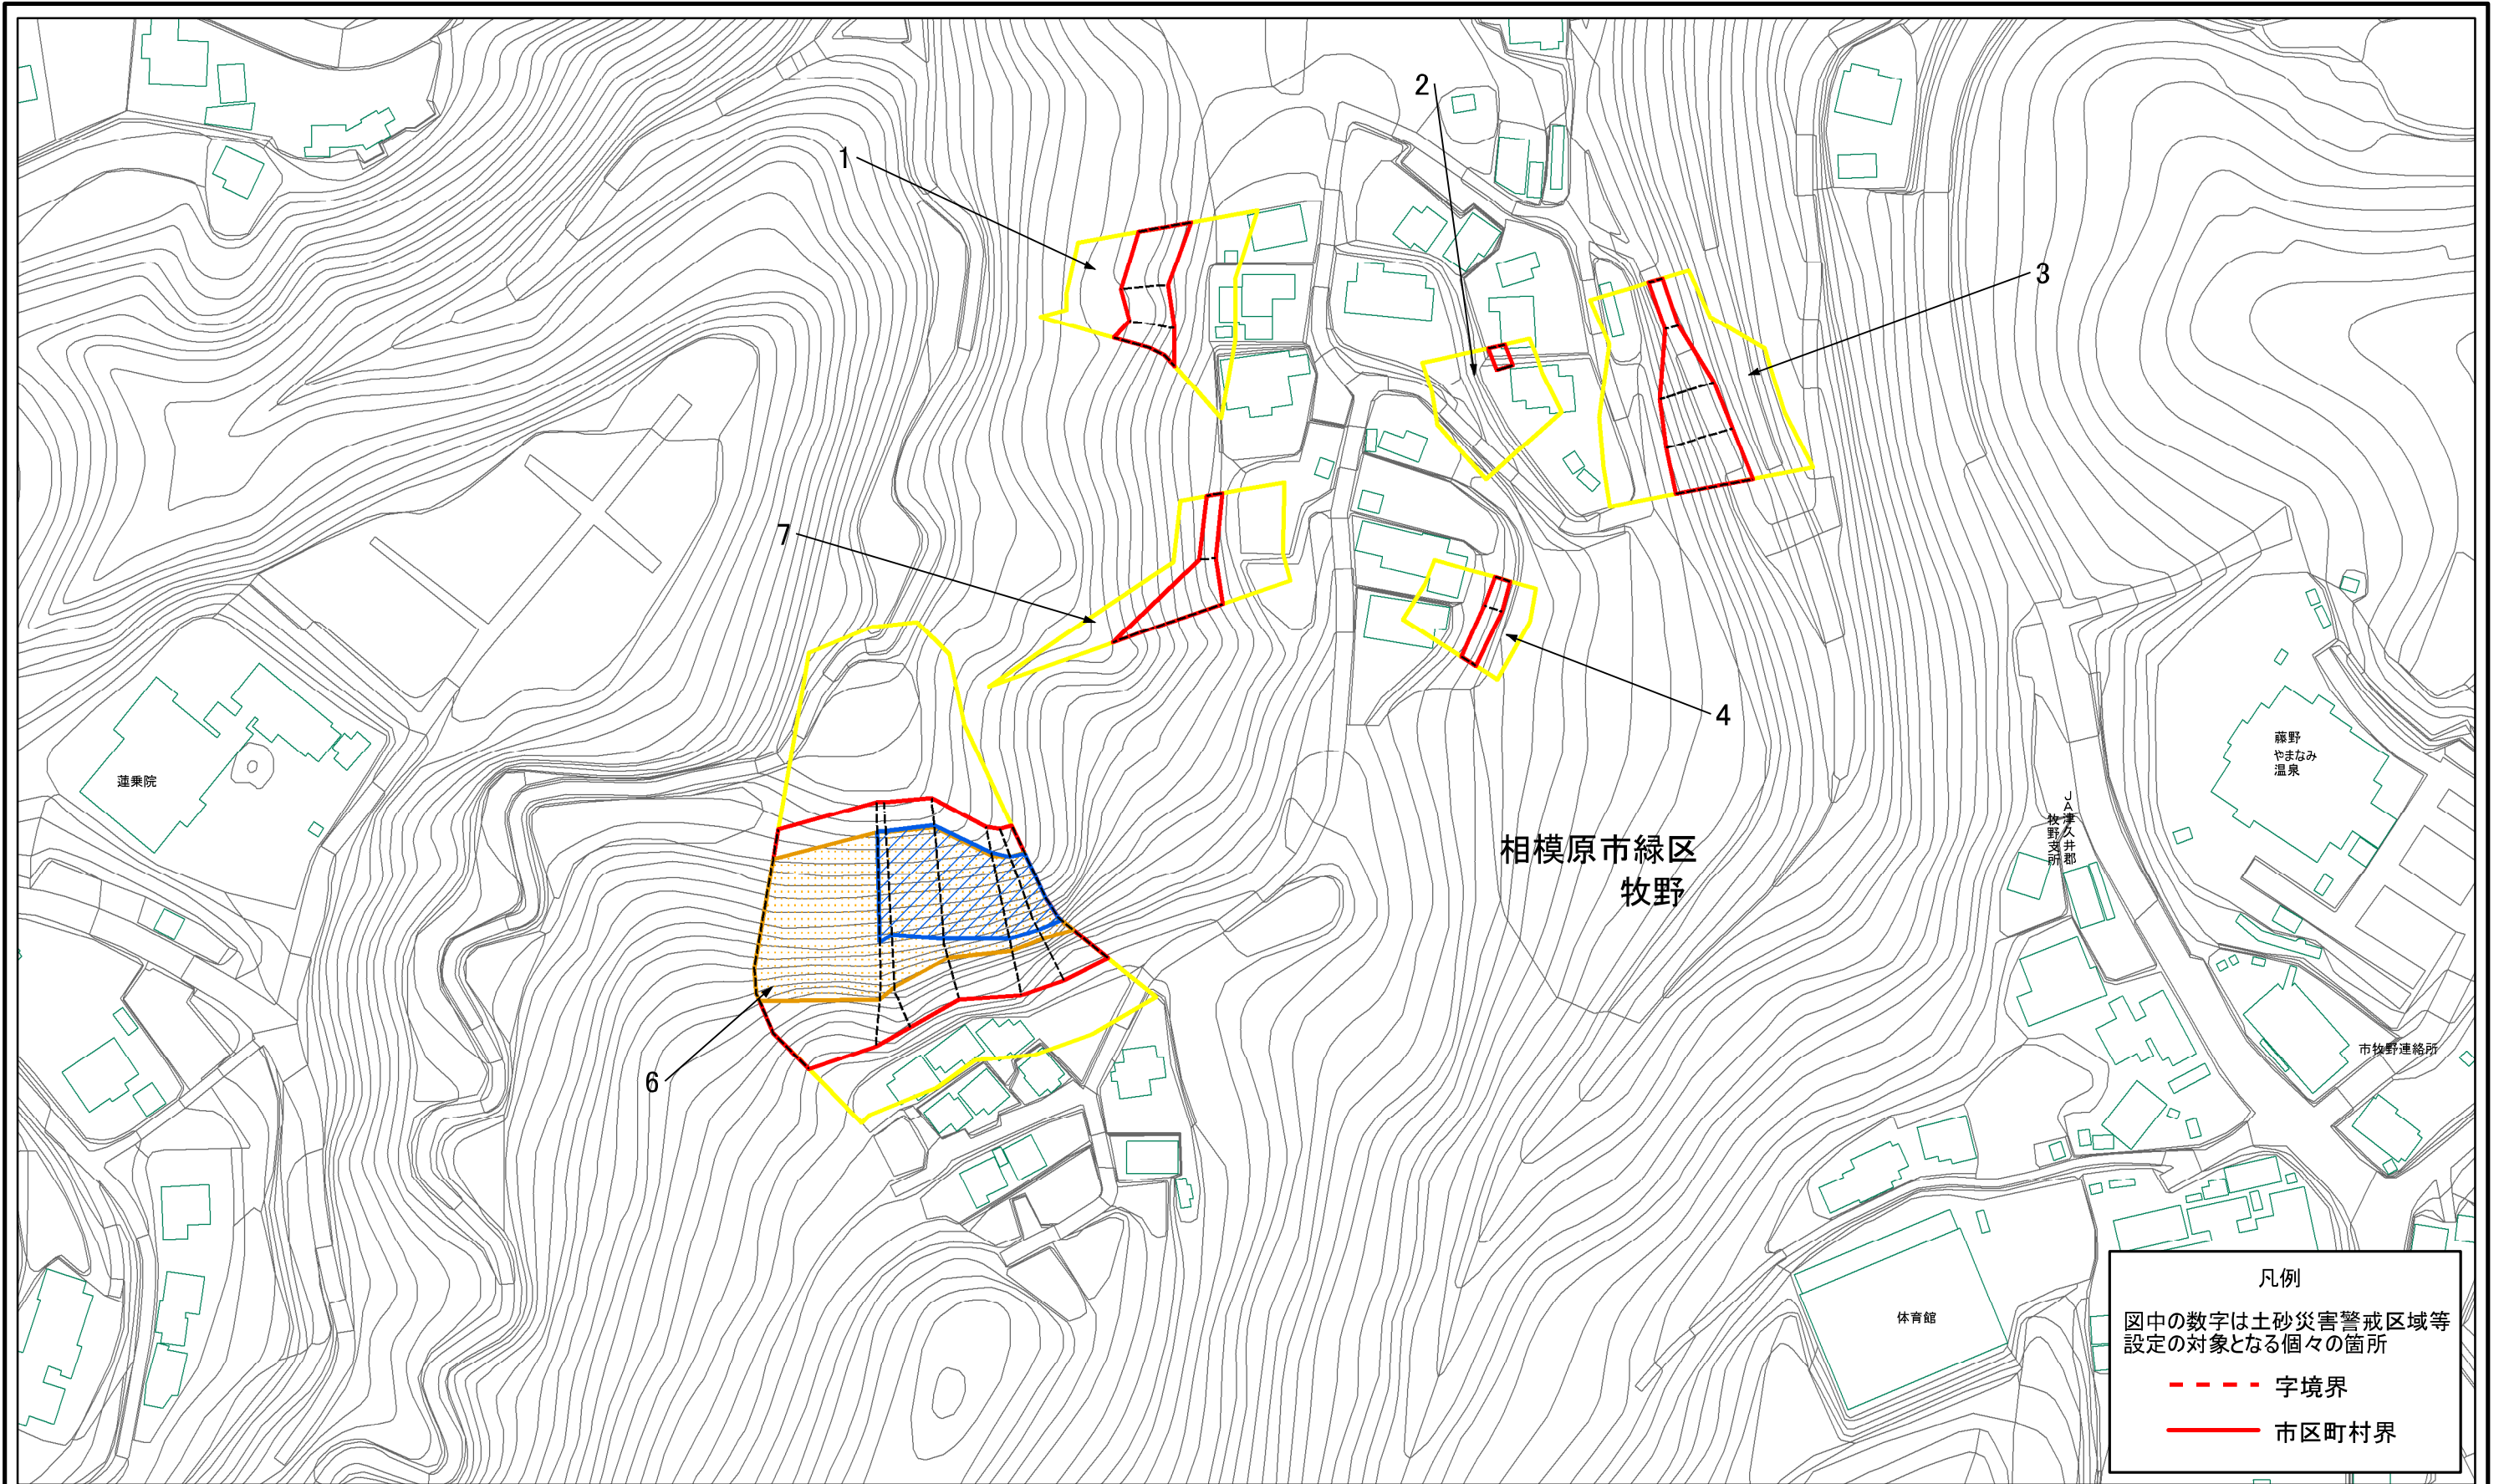 1
2
3
7
4
蓮乗院
藤野
やまなみ
温泉
JA津久井郡
牧野支所
相模原市緑区
牧野
市牧野連絡所
6
体育館
凡例
図中の数字は土砂災害警戒区域等
設定の対象となる個々の箇所
字境界
市区町村界